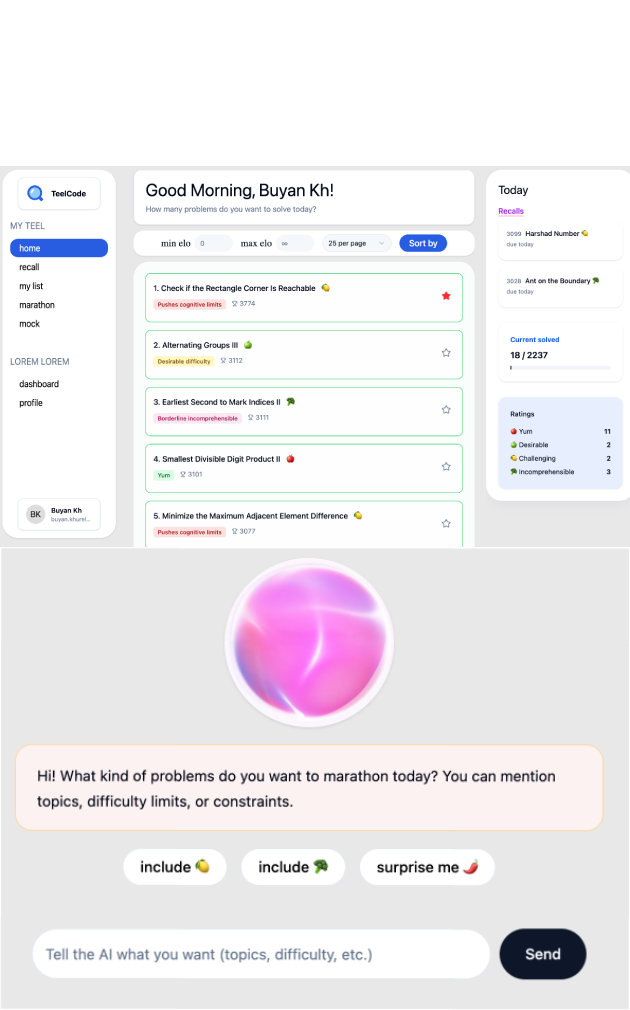 TeelCode
MY TEEL
home
recall
my list
marathon
mock
LOREM LOREM
dashboard
profile
BK
Buyan Kh
buyan.khurel...
Good Morning, Buyan Kh!
How many problems do you want to solve today?
min elo 0 max elo ∞ 25 per page Sort by
1. Check if the Rectangle Corner Is Reachable 🍋
Pushes cognitive limits 3774
2. Alternating Groups III 🍏
Desirable difficulty 3112
3. Earliest Second to Mark Indices II 🥦
Borderline incomprehensible 3111
4. Smallest Divisible Digit Product II 🍎
Yum 3101
5. Minimize the Maximum Adjacent Element Difference 🍋
Pushes cognitive limits 3077
Today
Recalls
3099 Harshad Number 🍋
due today
3028 Ant on the Boundary 🥦
due today
Current solved
18 / 2237
Ratings
🍎 Yum 11
🍏 Desirable 2
🍋 Challenging 2
🥦 Incomprehensible 3
Hi! What kind of problems do you want to marathon today? You can mention
topics, difficulty limits, or constraints.
include 🍋 include 🥦 surprise me 🌶️
Tell the AI what you want (topics, difficulty, etc.) Send